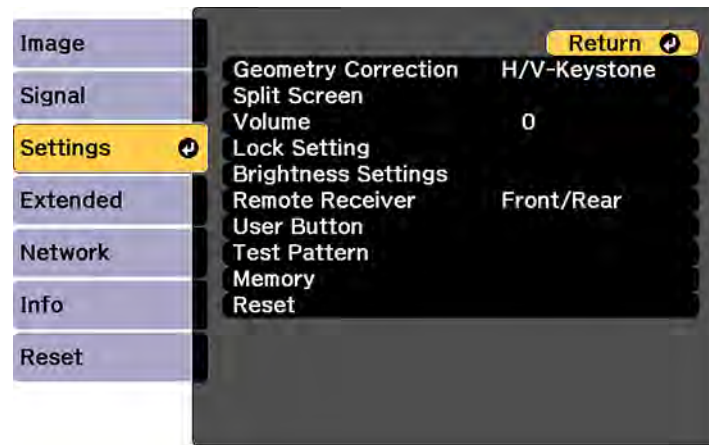 Image
Signal
Settings
Extended
Network
Info
Reset
Return
Geometry Correction H/V-Keystone
Split Screen
Volume 0
Lock Setting
Brightness Settings
Remote Receiver Front/Rear
User Button
Test Pattern
Memory
Reset